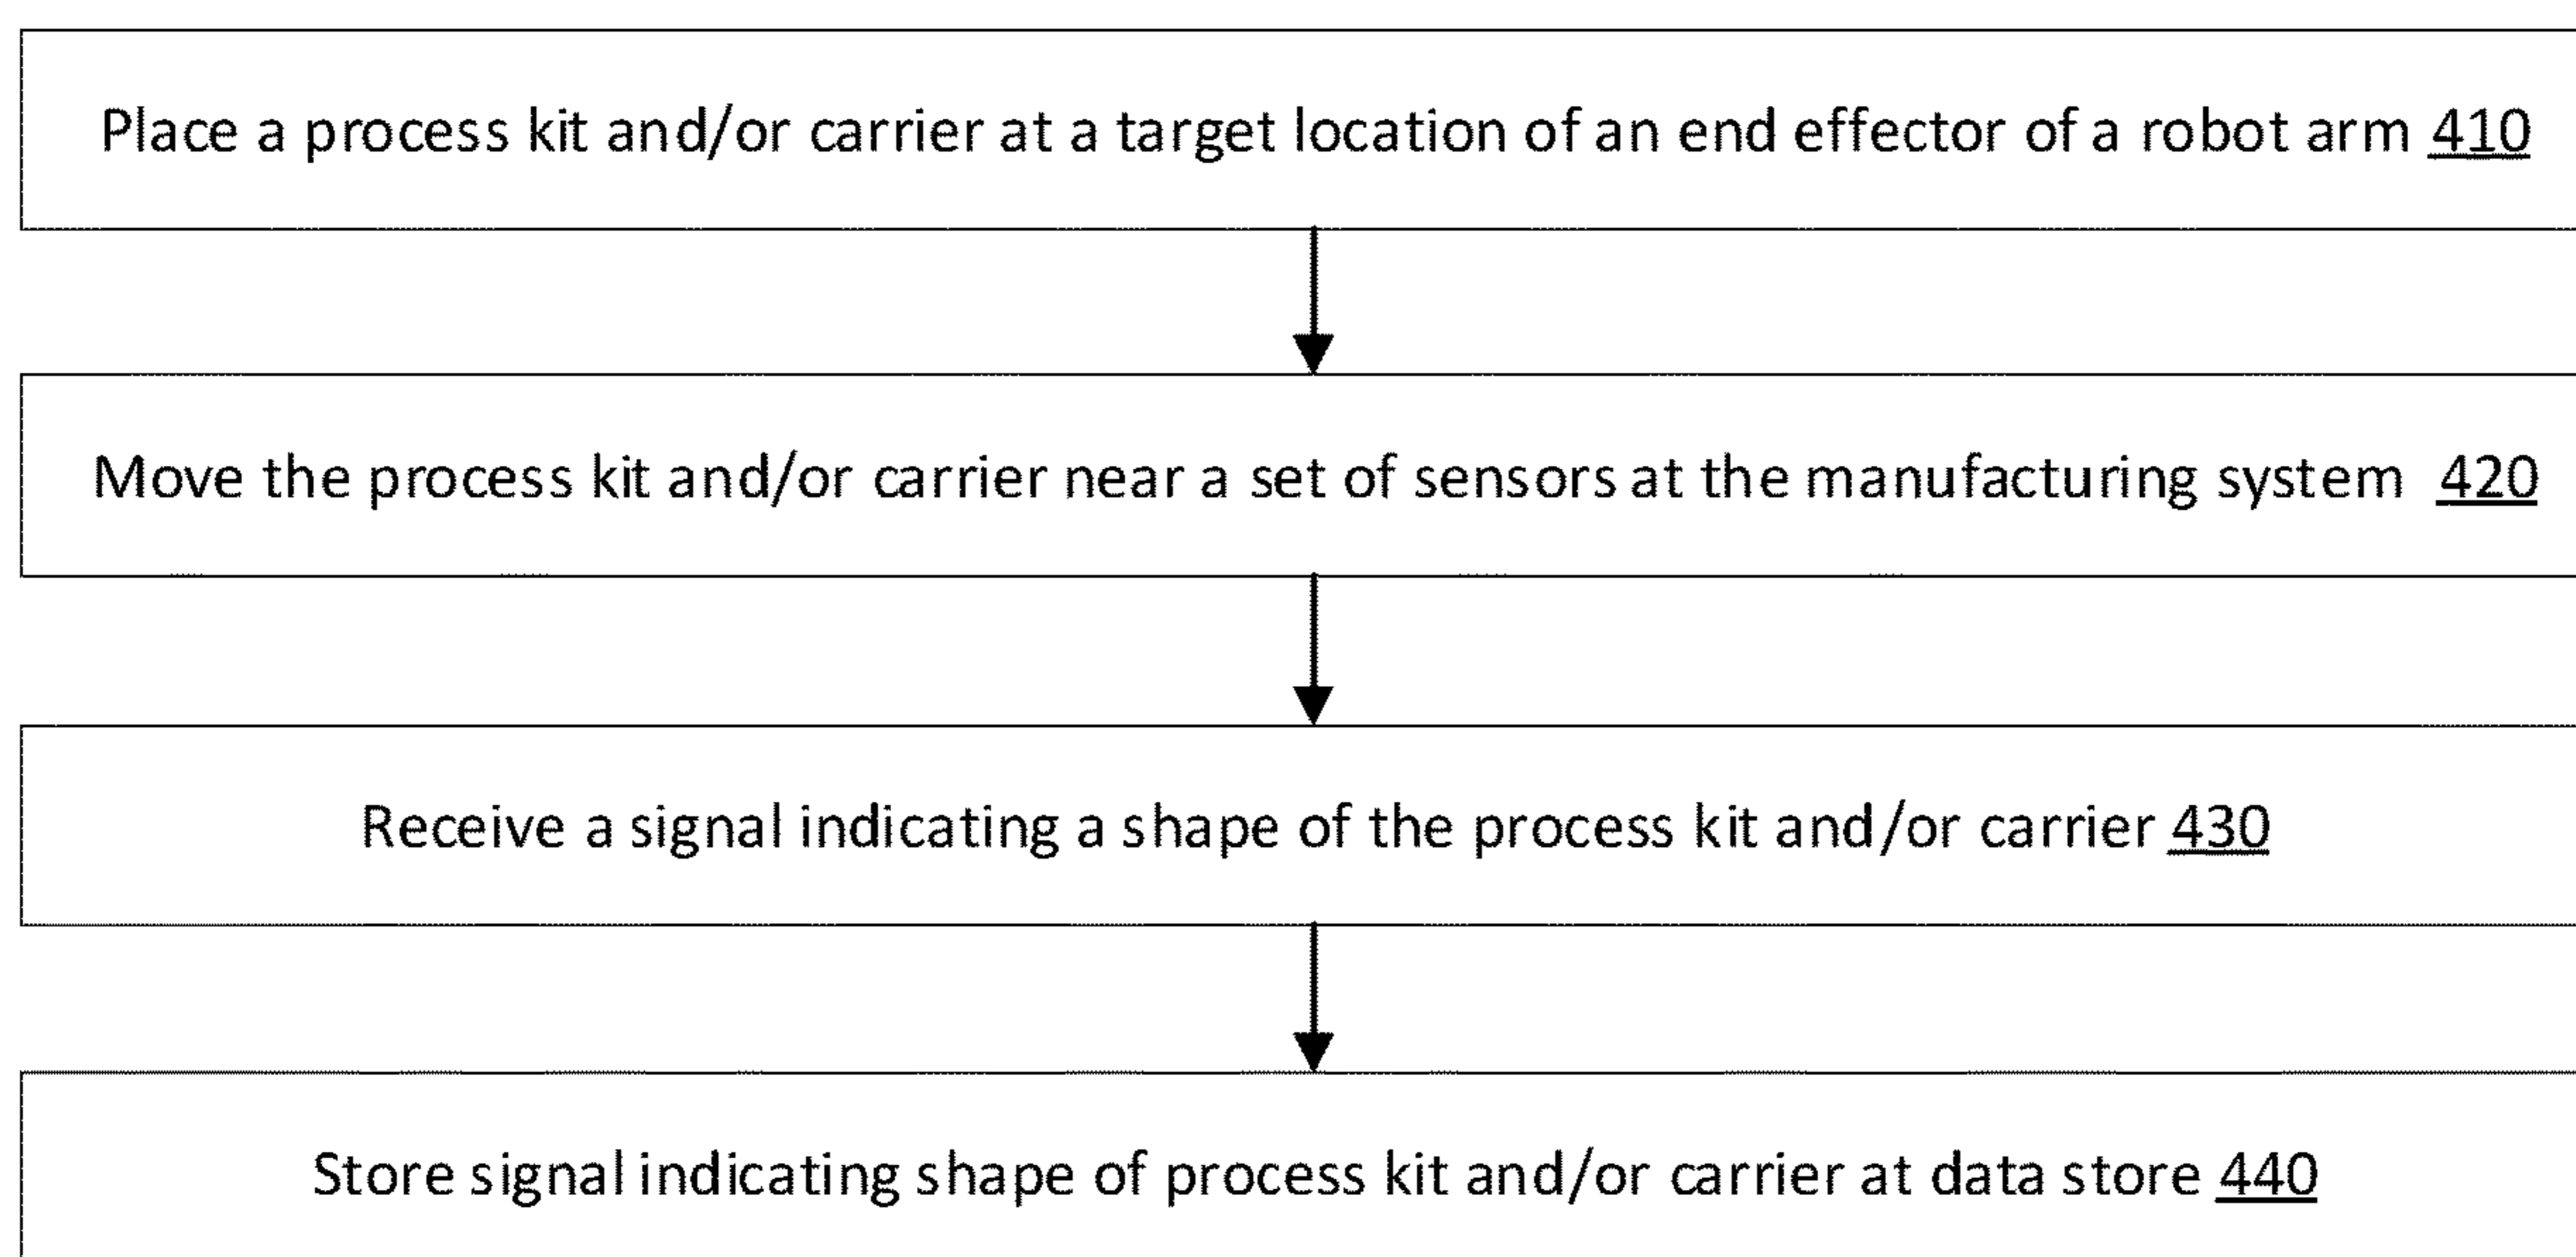 Place a process kit and/or carrier at a target location of an end effector of a robot arm 410
Move the process kit and/or carrier near a set of sensors at the manufacturing system 420
Receive a signal indicating a shape of the process kit and/or carrier 430
Store signal indicating shape of process kit and/or carrier at data store 440